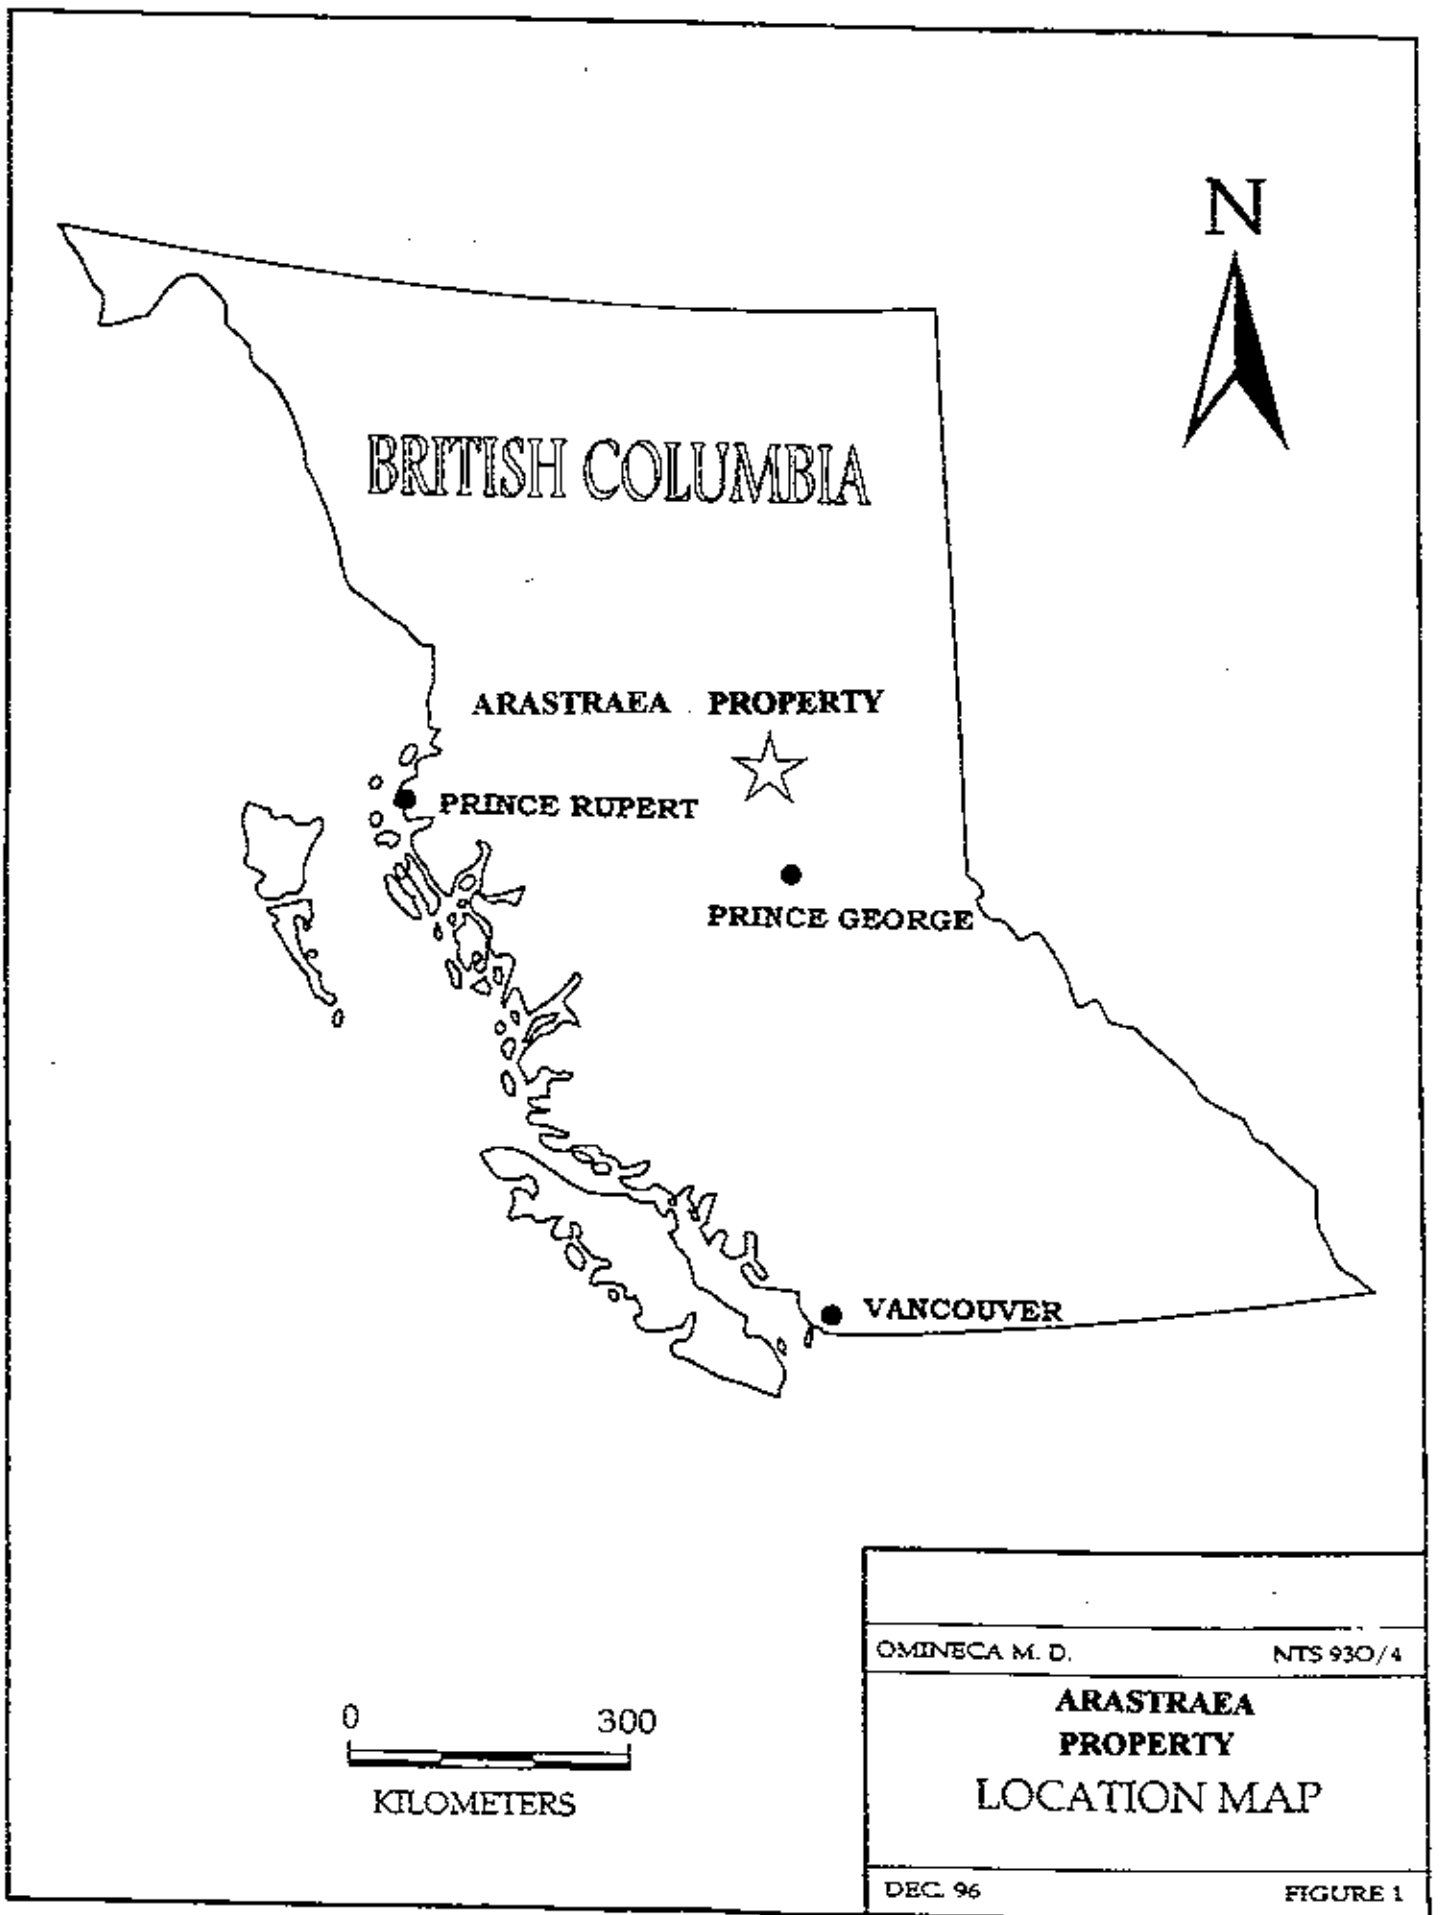 N
BRITISH COLUMBIA
ARASTRAEA PROPERTY
PRINCE RUPERT
PRINCE GEORGE
VANCOUVER
0 300
KILOMETERS
OMINECA M. D. NTS 93O/4
ARASTRAEA
PROPERTY
LOCATION MAP
DEC. 96 FIGURE 1